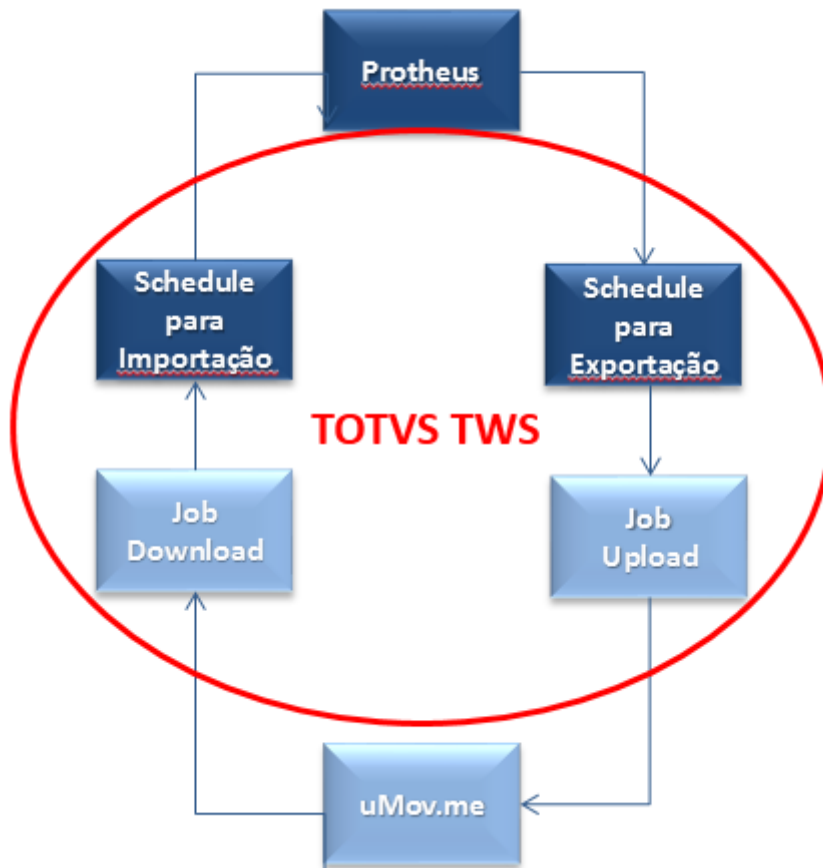 Protheus
Schedule
para
Importação
Schedule
para
Exportação
TOTVS TWS
Job
Download
Job
Upload
uMov.me